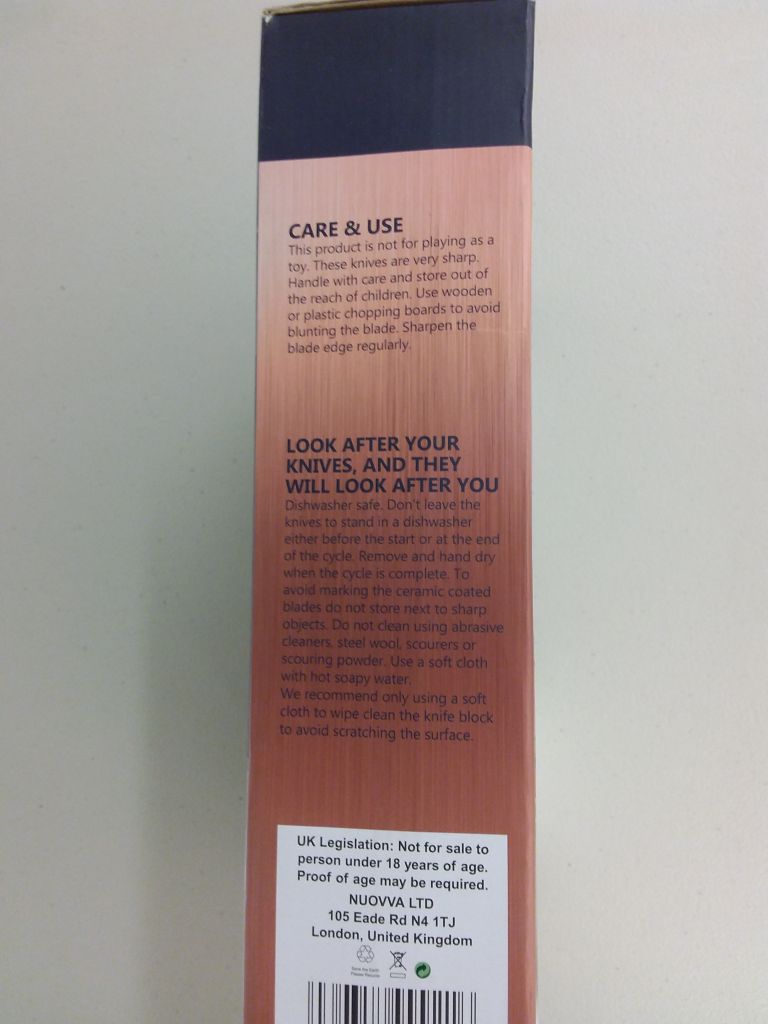 CARE & USE
This product is not for playing as a
toy. These knives are very sharp.
Handle with care and store out of
the reach of children. Use wooden
or plastic chopping boards to avoid
blunting the blade. Sharpen the
blade edge regularly.
LOOK AFTER YOUR
KNIVES, AND THEY
WILL LOOK AFTER YOU
Dishwasher safe. Don't leave the
knives to stand in a dishwasher
either before the start or at the end
of the cycle. Remove and hand dry
when the cycle is complete. To
avoid marking the ceramic coated
blades do not store next to sharp
objects. Do not clean using abrasive
cleaners, steel wool, scourers or
scouring powder. Use a soft cloth
with hot soapy water.
We recommend only using a soft
cloth to wipe clean the knife block
to avoid scratching the surface.
UK Legislation: Not for sale to
person under 18 years of age.
Proof of age may be required.
NUOVVA LTD
105 Eade Rd N4 1TJ
London, United Kingdom
Save the Earth
Please Recycle